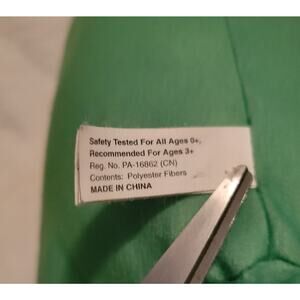 Safety Tested For All Ages 0+,
Recommended For Ages 3+
Reg. No. PA-16862 (CN)
Contents: Polyester Fibers
MADE IN CHINA